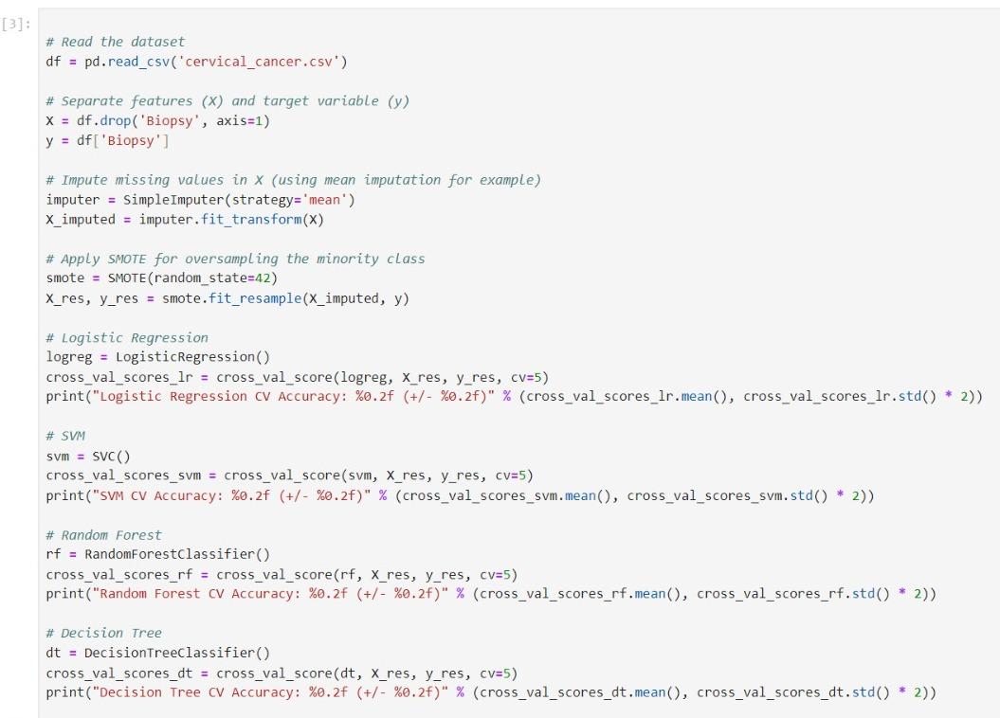 [3]:
# Read the dataset
df = pd.read_csv('cervical_cancer.csv')
# Separate features (X) and target variable (y)
X = df.drop('Biopsy', axis=1)
y = df['Biopsy']
# Impute missing values in X (using mean imputation for example)
imputer = SimpleImputer(strategy='mean')
X_imputed = imputer.fit_transform(X)
# Apply SMOTE for oversampling the minority class
smote = SMOTE(random_state=42)
X_res, y_res = smote.fit_resample(X_imputed, y)
# Logistic Regression
logreg = LogisticRegression()
cross_val_scores_lr = cross_val_score(logreg, X_res, y_res, cv=5)
print("Logistic Regression CV Accuracy: %0.2f (+/- %0.2f)" % (cross_val_scores_lr.mean(), cross_val_scores_lr.std() * 2))
# SVM
svm = SVC()
cross_val_scores_svm = cross_val_score(svm, X_res, y_res, cv=5)
print("SVM CV Accuracy: %0.2f (+/- %0.2f)" % (cross_val_scores_svm.mean(), cross_val_scores_svm.std() * 2))
# Random Forest
rf = RandomForestClassifier()
cross_val_scores_rf = cross_val_score(rf, X_res, y_res, cv=5)
print("Random Forest CV Accuracy: %0.2f (+/- %0.2f)" % (cross_val_scores_rf.mean(), cross_val_scores_rf.std() * 2))
# Decision Tree
dt = DecisionTreeClassifier()
cross_val_scores_dt = cross_val_score(dt, X_res, y_res, cv=5)
print("Decision Tree CV Accuracy: %0.2f (+/- %0.2f)" % (cross_val_scores_dt.mean(), cross_val_scores_dt.std() * 2))